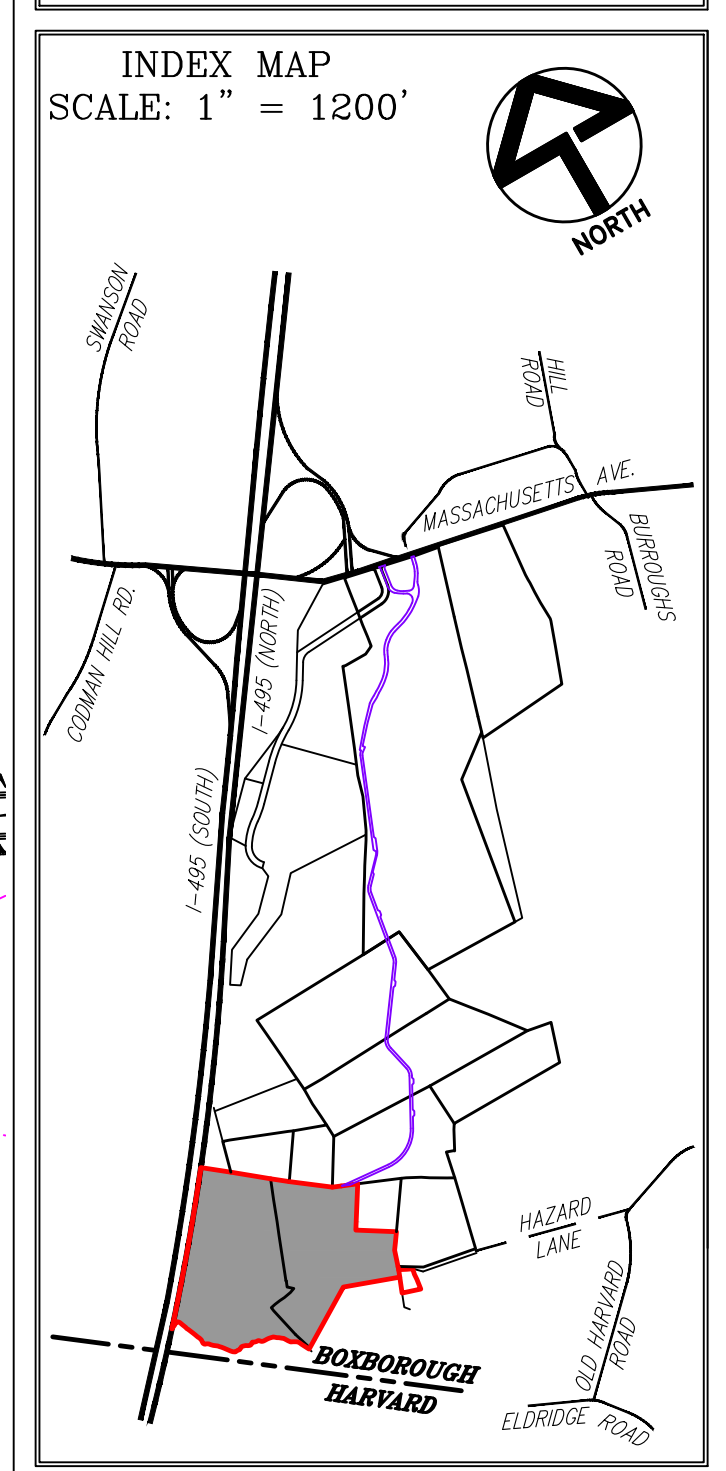 INDEX MAP
SCALE: 1" = 1200'
NORTH
SWANSON
ROAD
HILL
ROAD
MASSACHUSETTS AVE.
BURROUGHS
ROAD
CODMAN HILL RD.
I-495 (NORTH)
I-495 (SOUTH)
HAZARD
LANE
OLD HARVARD
ROAD
BOXBOROUGH
HARVARD
ELDRIDGE ROAD